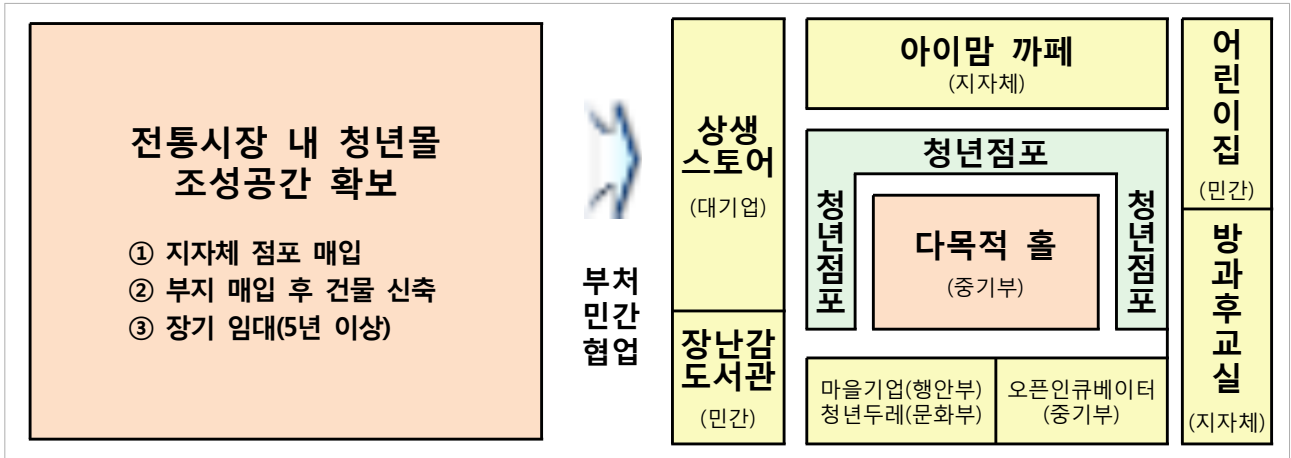 전통시장 내 청년몰
조성공간 확보
① 지자체 점포 매입
② 부지 매입 후 건물 신축
③ 장기 임대(5년 이상)
부처
민간
협업
상생
스토어
(대기업)
장난감
도서관
(민간)
아이맘 까페
(지자체)
청년점포
청년점포
다목적 홀
(중기부)
청년점포
마을기업(행안부)
청년두레(문화부)
오픈인큐베이터
(중기부)
어린이집
(민간)
방과후교실
(지자체)